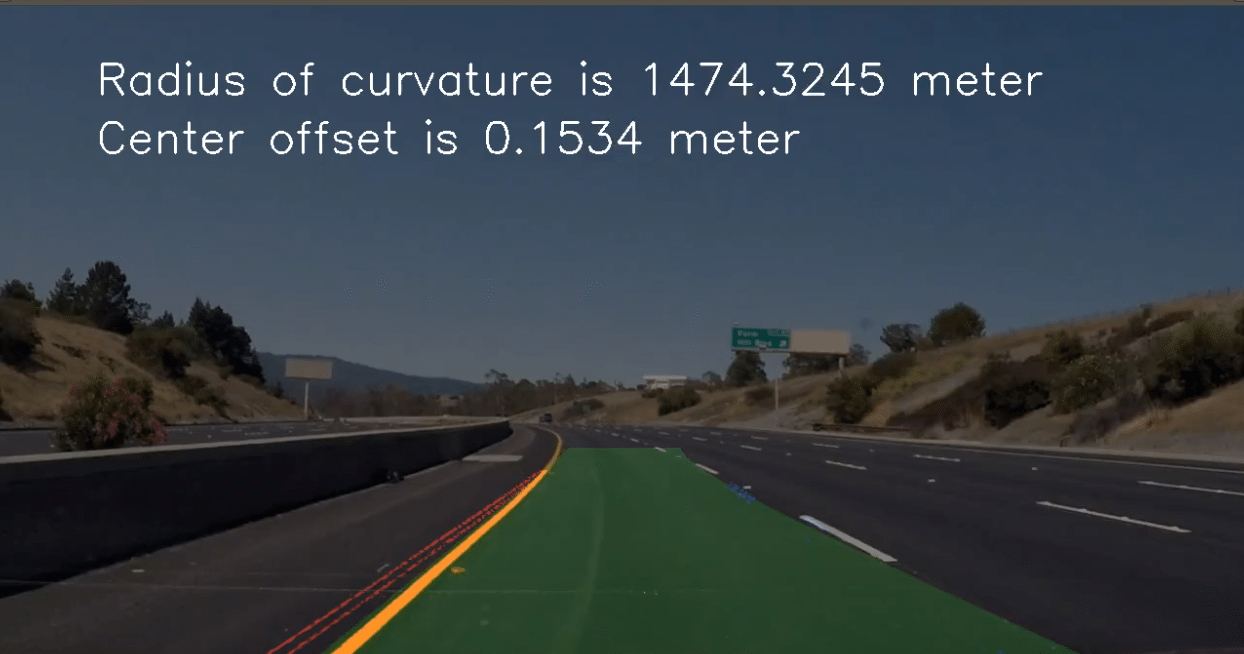 Radius of curvature is 1474.3245 meter
Center offset is 0.1534 meter